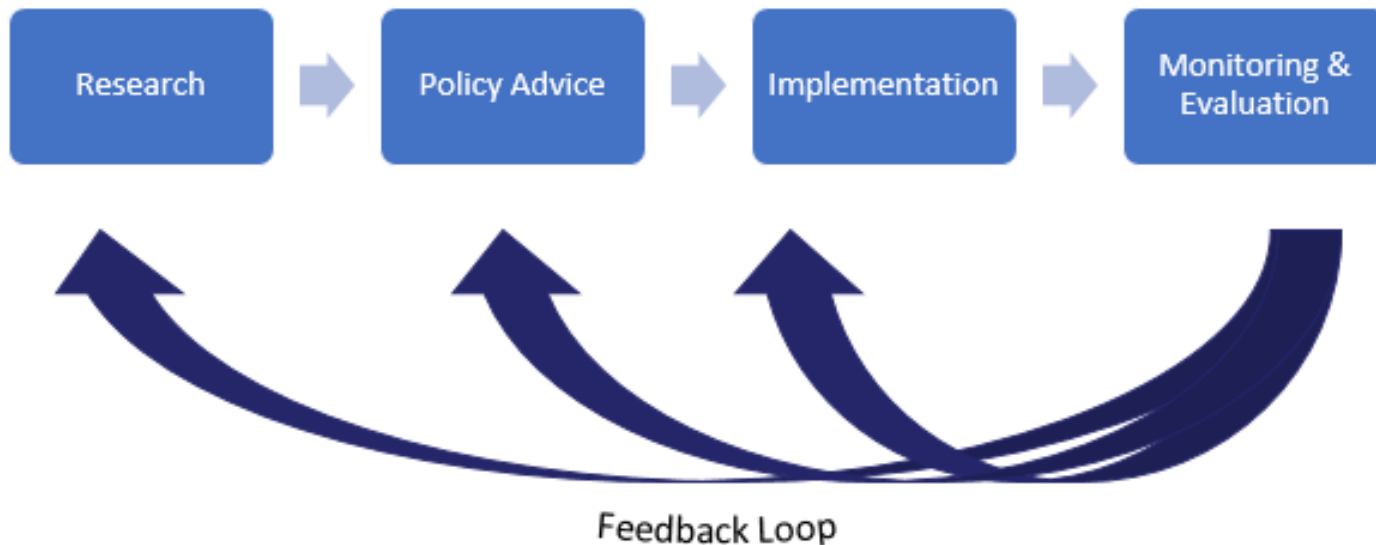 Research
Policy Advice
Implementation
Monitoring &
Evaluation
Feedback Loop